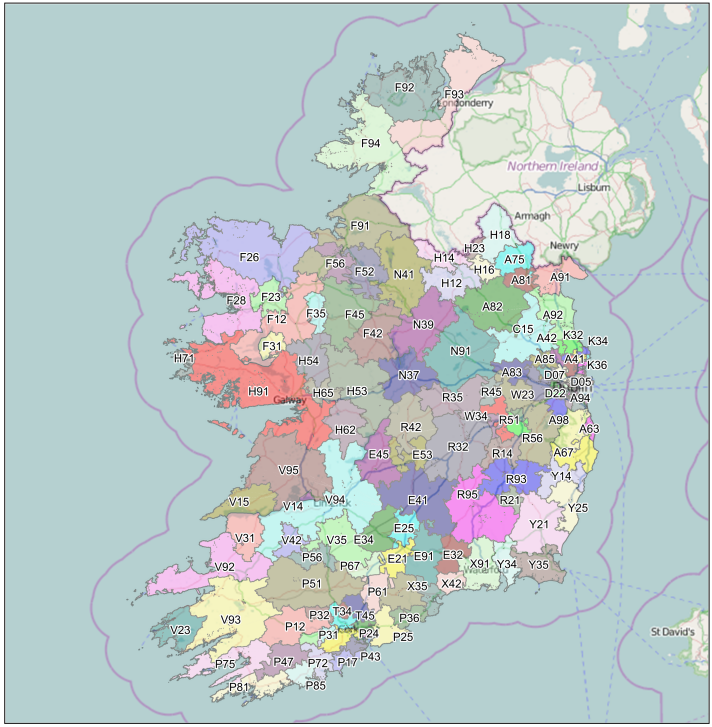 F92
F93
Londonderry
F94
Northern Ireland
Lisburn
Armagh
F91
H18
H23
Newry
F26
F56
F52
N41
H14
H16
A75
H12
A81
A91
F28
F23
F12
F35
F45
A82
A92
F42
N39
C15
A42
K32
K34
F31
H71
H54
N91
A85
A41
K36
H91
N37
A83
D07
D05
Galway
H65
H53
R35
R45
W23
D22
A94
W34
R51
A98
H62
R42
R32
R56
A63
E45
E53
R14
A67
V95
R93
Y14
V15
V14
V94
E41
R95
R21
Y25
V31
V42
V35
E34
E25
Y21
P56
E21
E91
E32
V92
P67
X91
Y34
Y35
P51
P61
X35
X42
V93
T34
P32
T45
P36
V23
P12
P31
P24
P25
P75
P47
P72
P17
P43
P81
P85
St David's